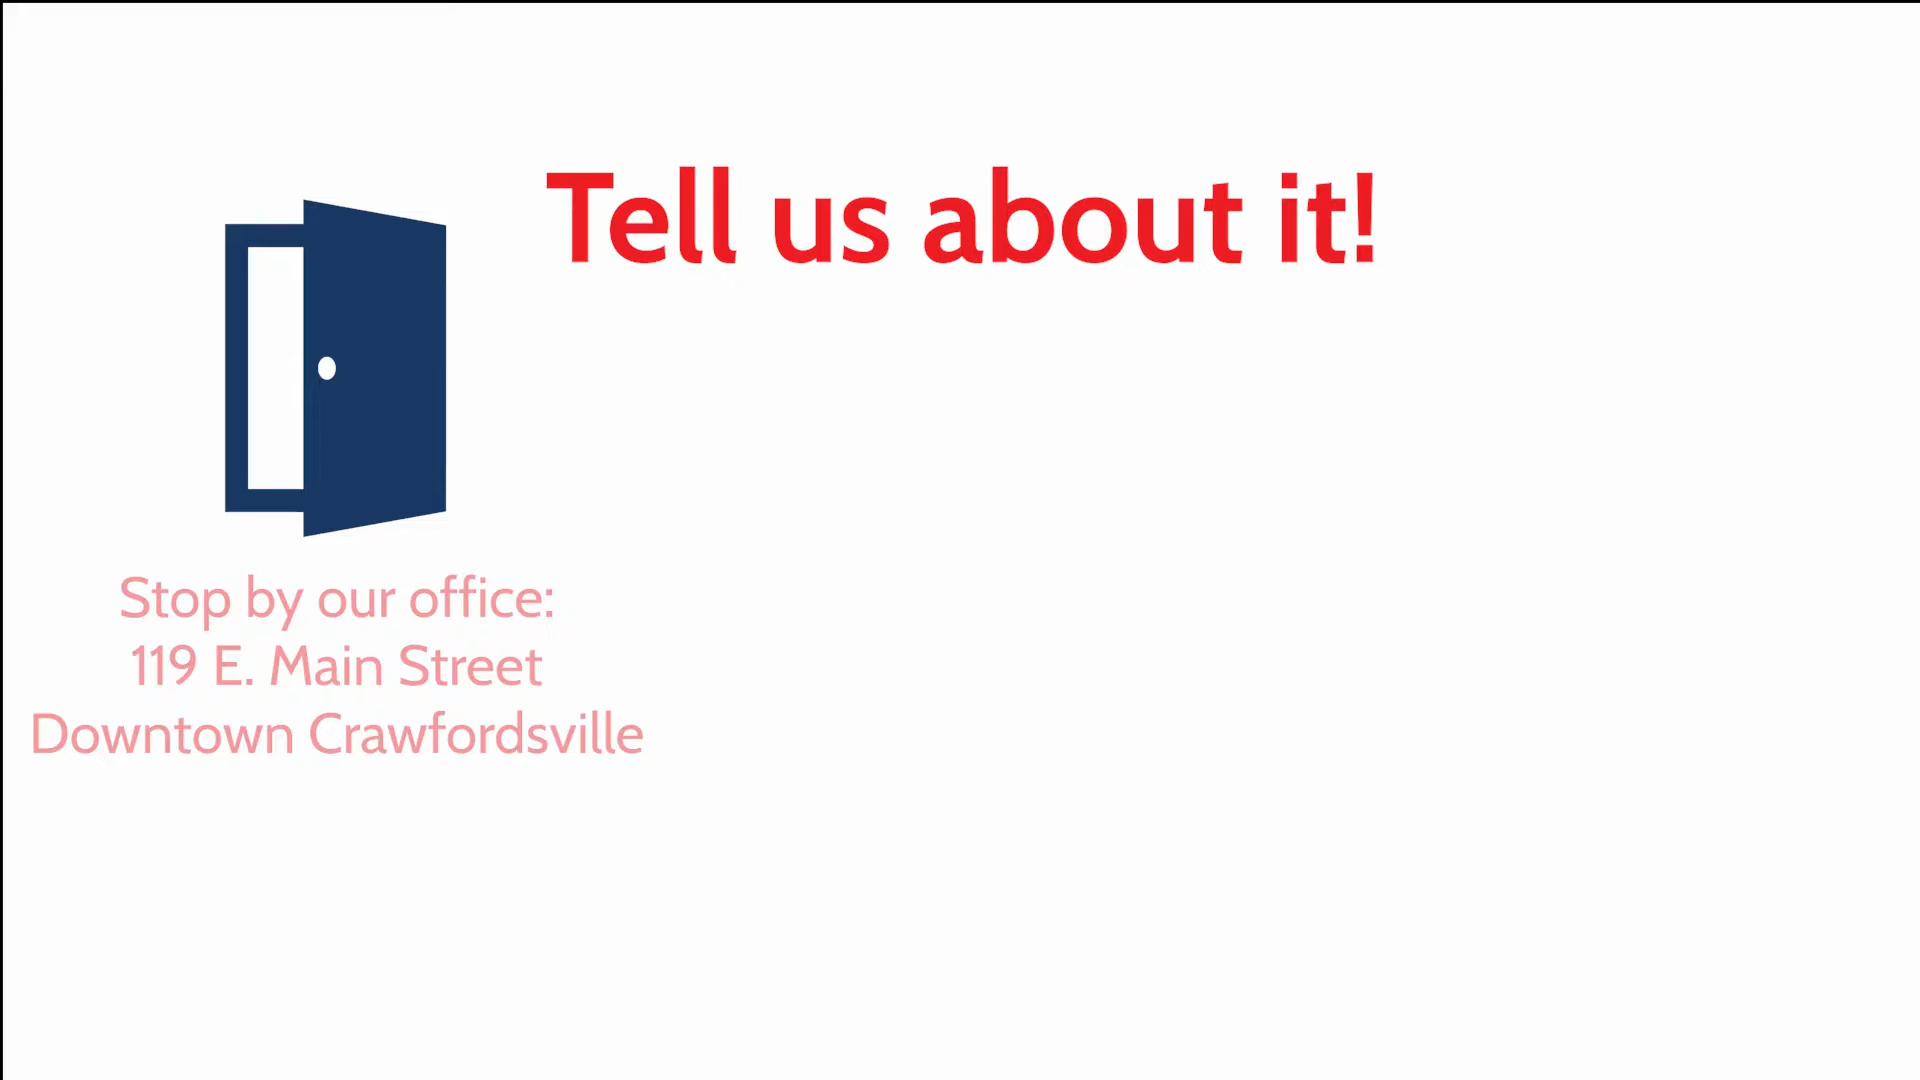 Tell us about it!
Stop by our office:
119 E. Main Street
Downtown Crawfordsville